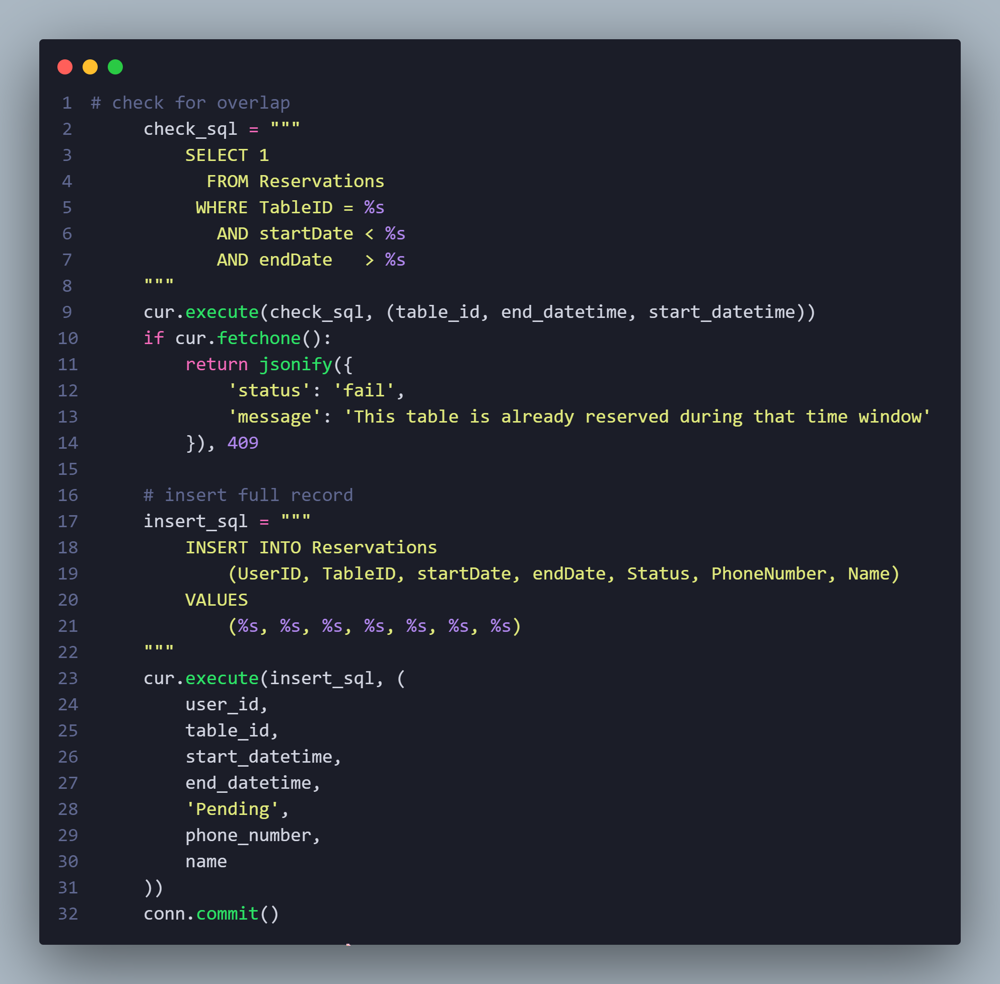 1 # check for overlap
2     check_sql = """
3         SELECT 1
4           FROM Reservations
5          WHERE TableID = %s
6            AND startDate < %s
7            AND endDate   > %s
8     """
9     cur.execute(check_sql, (table_id, end_datetime, start_datetime))
10     if cur.fetchone():
11         return jsonify({
12             'status': 'fail',
13             'message': 'This table is already reserved during that time window'
14         }), 409
15
16     # insert full record
17     insert_sql = """
18         INSERT INTO Reservations
19             (UserID, TableID, startDate, endDate, Status, PhoneNumber, Name)
20         VALUES
21             (%s, %s, %s, %s, %s, %s, %s)
22     """
23     cur.execute(insert_sql, (
24         user_id,
25         table_id,
26         start_datetime,
27         end_datetime,
28         'Pending',
29         phone_number,
30         name
31     ))
32     conn.commit()